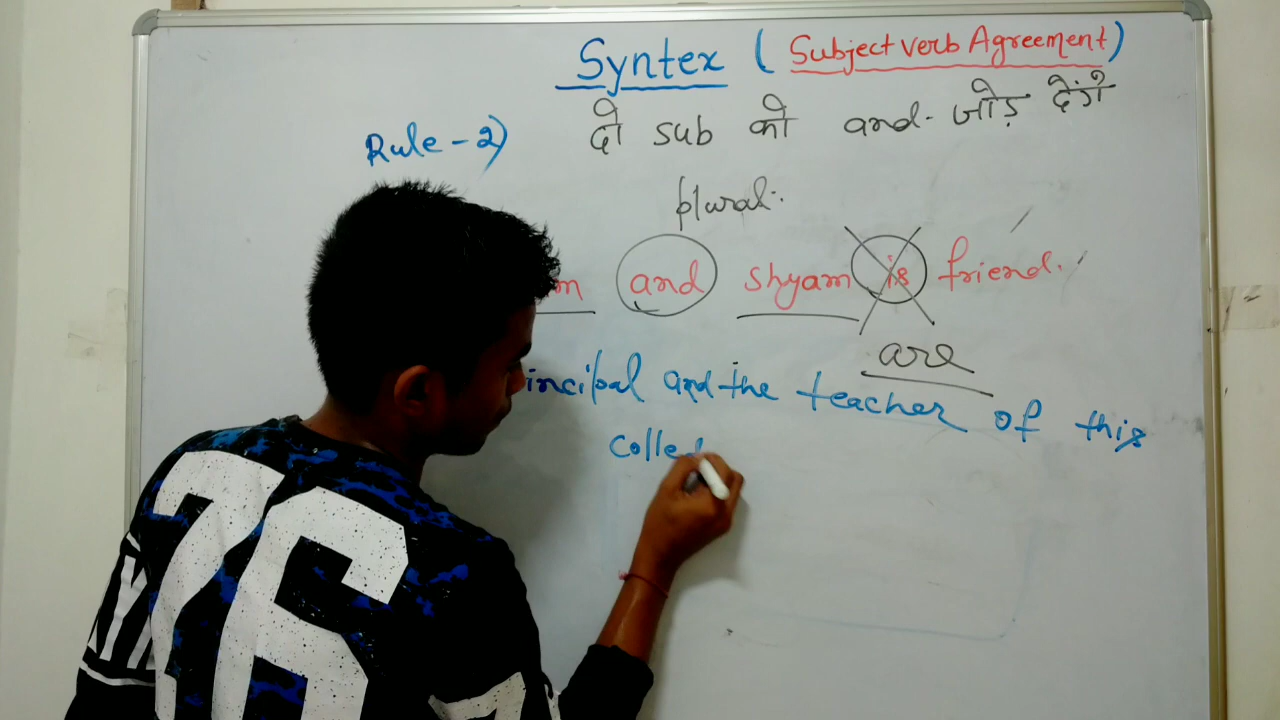 Syntex (Subject verb Agreement)
Rule-2) दो sub को and- जोड़ देंगे
plural.
m and shyam is friend.
are
incipal and the teacher of this
colle
76